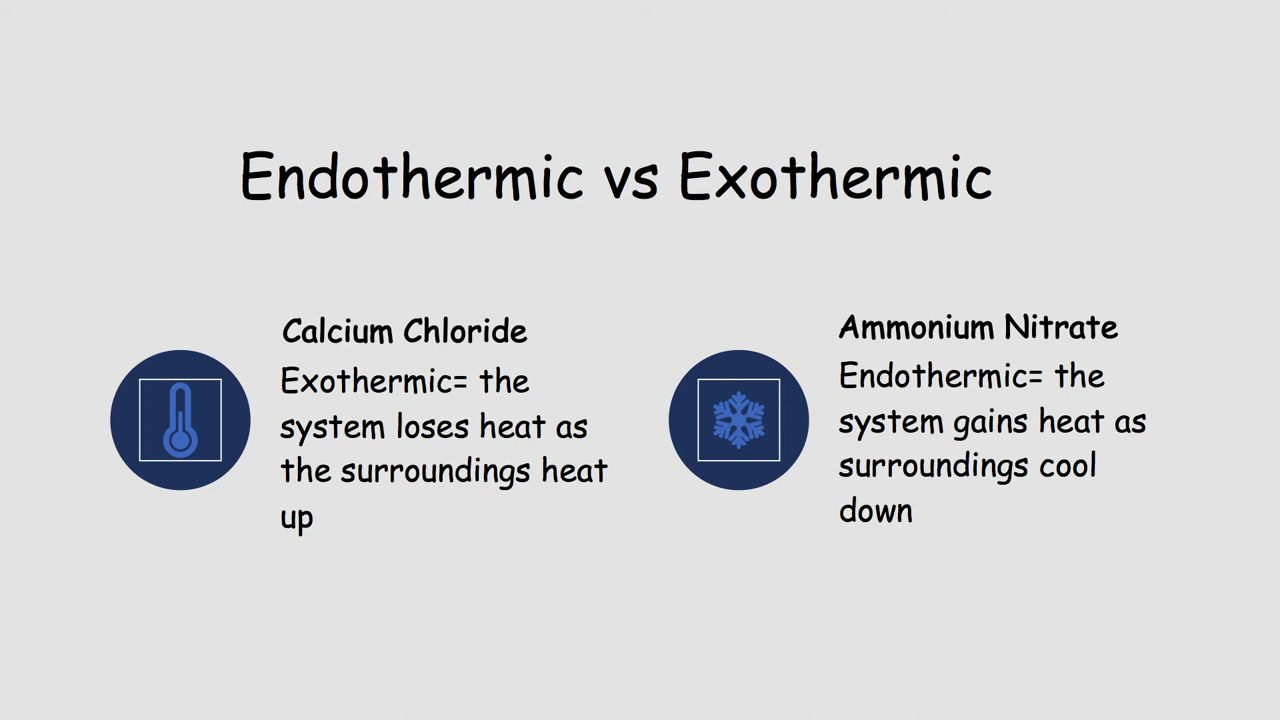 Endothermic vs Exothermic
Calcium Chloride
Exothermic= the
system loses heat as
the surroundings heat
up
Ammonium Nitrate
Endothermic= the
system gains heat as
surroundings cool
down